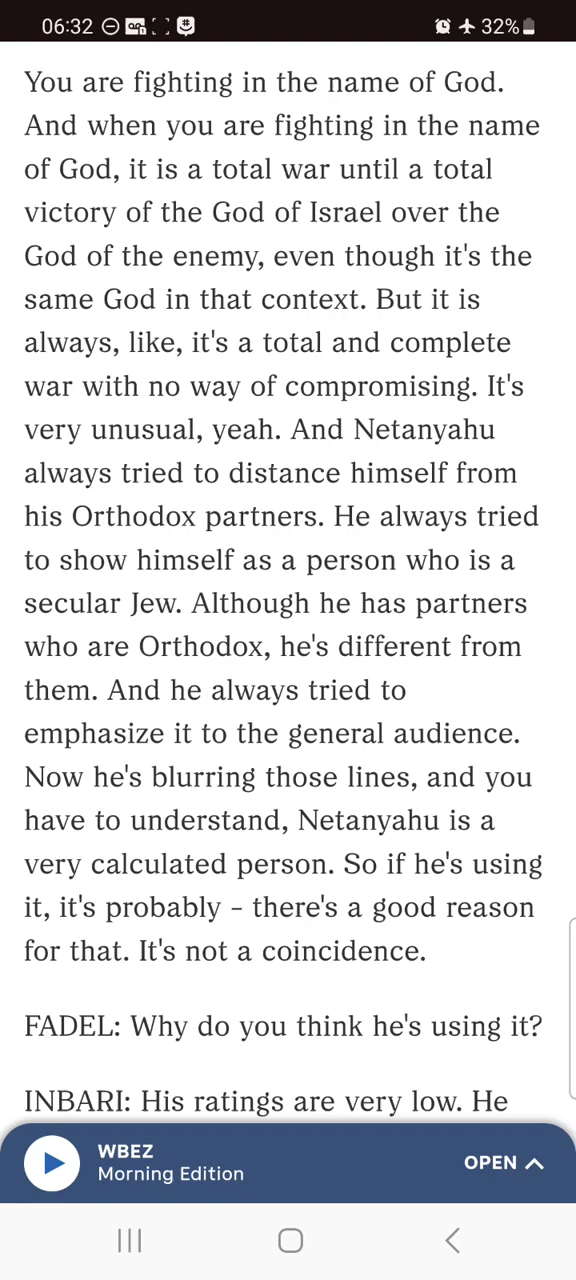 06:32
32%
You are fighting in the name of God.
And when you are fighting in the name
of God, it is a total war until a total
victory of the God of Israel over the
God of the enemy, even though it's the
same God in that context. But it is
always, like, it's a total and complete
war with no way of compromising. It's
very unusual, yeah. And Netanyahu
always tried to distance himself from
his Orthodox partners. He always tried
to show himself as a person who is a
secular Jew. Although he has partners
who are Orthodox, he's different from
them. And he always tried to
emphasize it to the general audience.
Now he's blurring those lines, and you
have to understand, Netanyahu is a
very calculated person. So if he's using
it, it's probably - there's a good reason
for that. It's not a coincidence.
FADEL: Why do you think he's using it?
INBARI: His ratings are very low. He
WBEZ
Morning Edition
OPEN